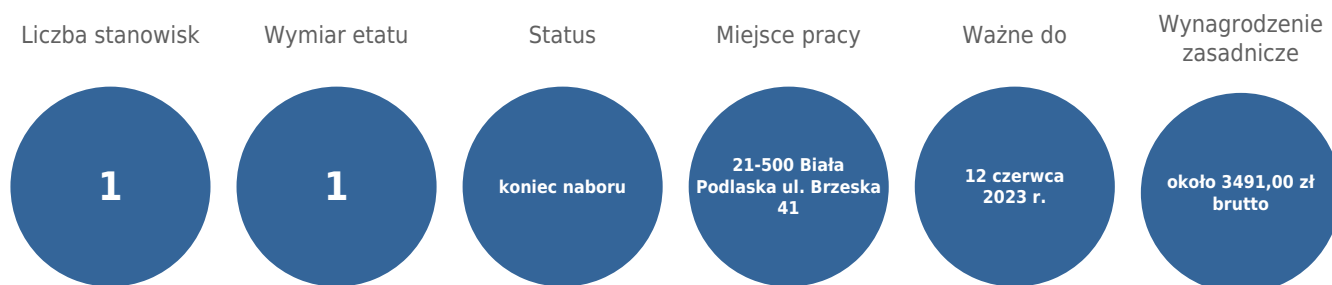 Liczba stanowisk
1
Wymiar etatu
1
Status
koniec naboru
Miejsce pracy
21-500 Biała
Podlaska ul. Brzeska
41
Ważne do
12 czerwca
2023 r.
Wynagrodzenie
zasadnicze
około 3491,00 zł
brutto